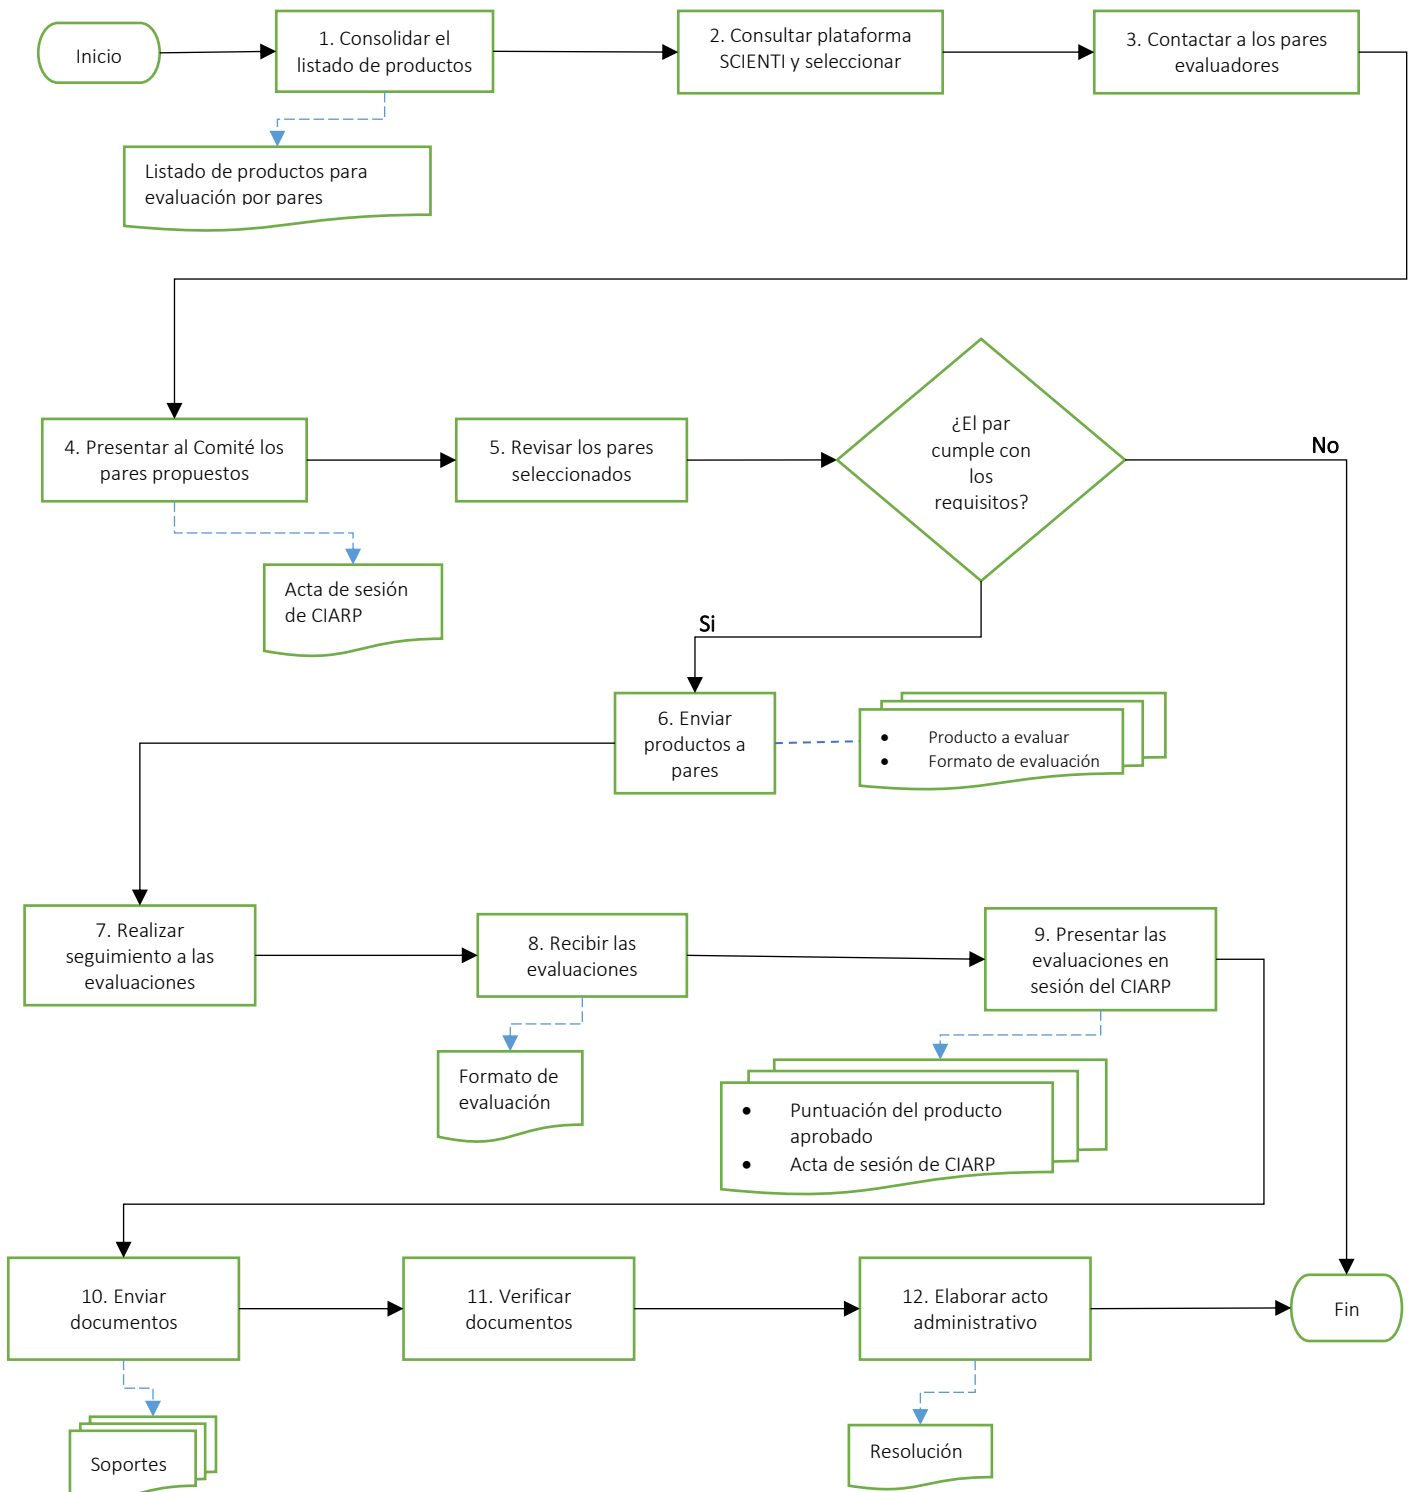 Inicio
1. Consolidar el
listado de productos
2. Consultar plataforma
SCIENTI y seleccionar
3. Contactar a los pares
evaluadores
Listado de productos para
evaluación por pares
4. Presentar al Comité los
pares propuestos
5. Revisar los pares
seleccionados
¿El par
cumple con
los
requisitos?
No
Acta de sesión
de CIARP
Si
6. Enviar
productos a
pares
• Producto a evaluar
• Formato de evaluación
7. Realizar
seguimiento a las
evaluaciones
8. Recibir las
evaluaciones
9. Presentar las
evaluaciones en
sesión del CIARP
Formato de
evaluación
• Puntuación del producto
aprobado
• Acta de sesión de CIARP
10. Enviar
documentos
11. Verificar
documentos
12. Elaborar acto
administrativo
Fin
Soportes
Resolución